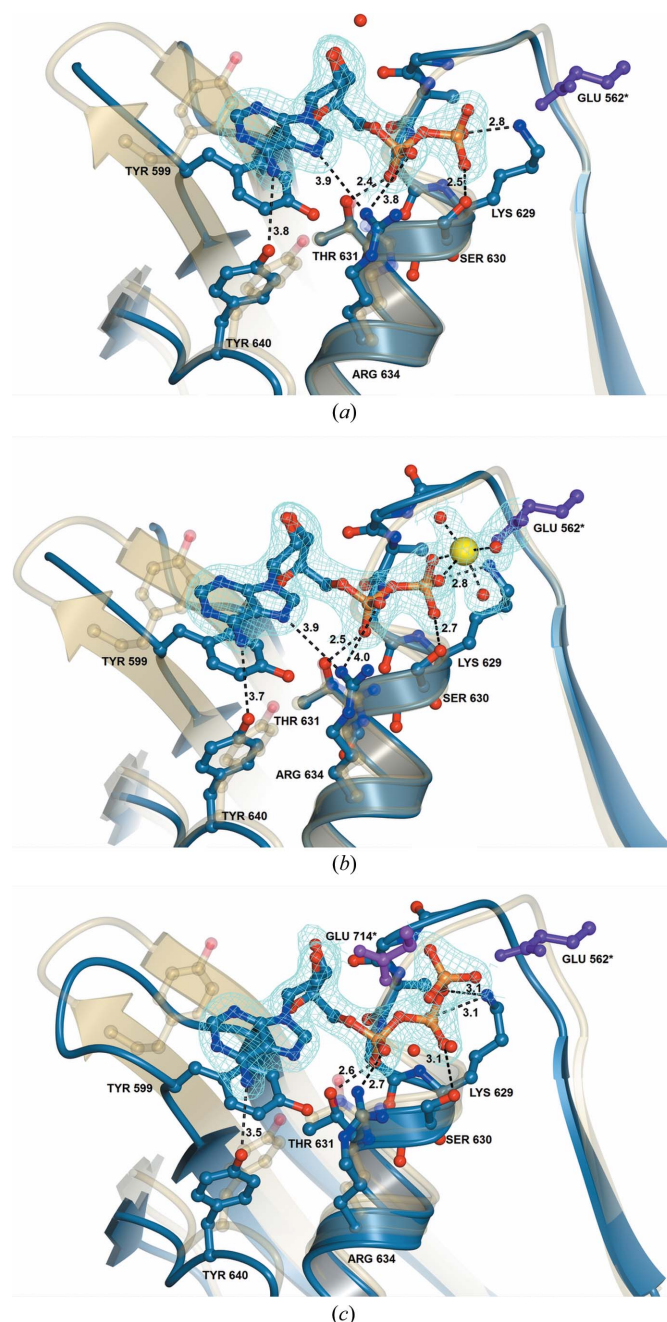 GLU 562*
2.8
TYR 599
3.9
2.4
3.8
2.5
LYS 629
3.8
THR 631
SER 630
TYR 640
ARG 634
(a)
GLU 562*
2.8
3.9
2.5
2.7
TYR 599
4.0
LYS 629
3.7
SER 630
THR 631
ARG 634
TYR 640
(b)
GLU 714*
GLU 562*
3.1
3.1
3.1
TYR 599
2.6
2.7
LYS 629
3.5
THR 631
SER 630
TYR 640
ARG 634
(c)